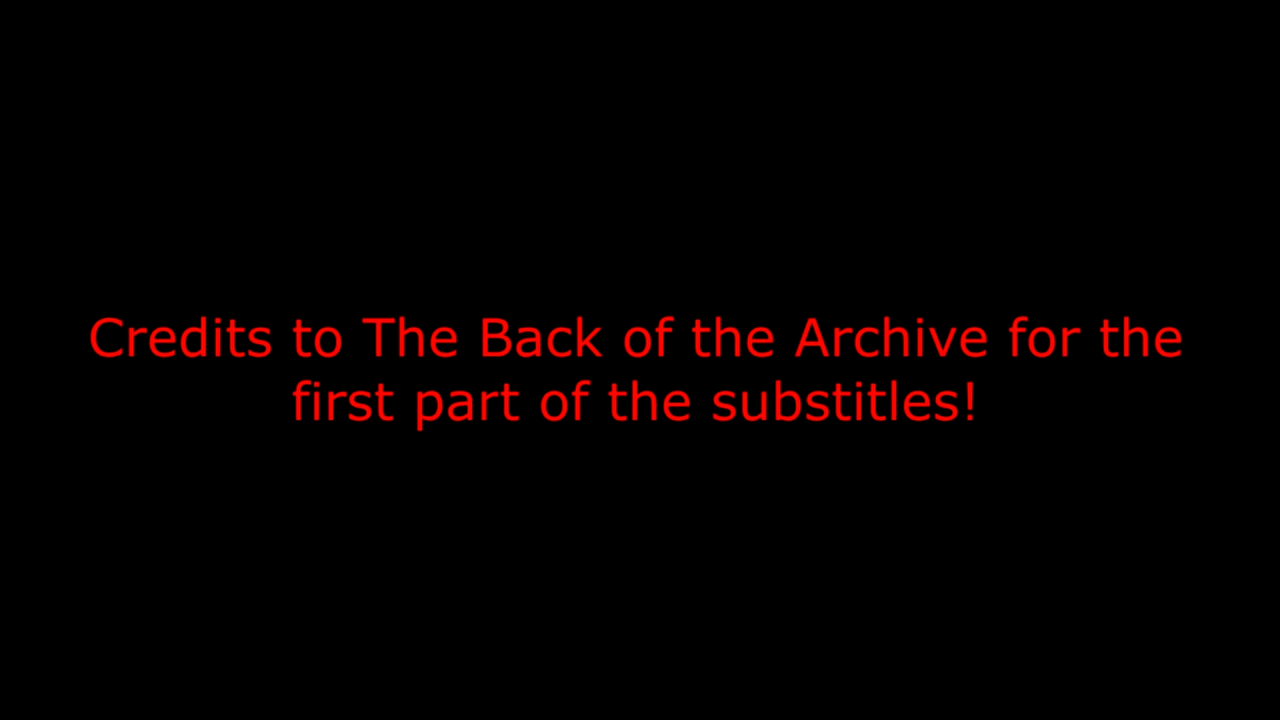 Credits to The Back of the Archive for the
first part of the substitles!